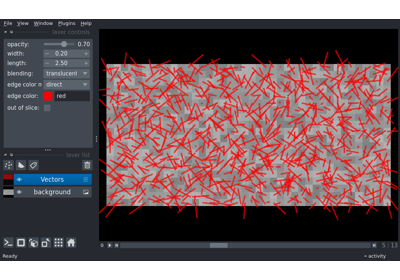 File View Window Plugins Help
layer controls
opacity: 0.70
width: 0.20
length: 2.50
blending: translucent
edge color m direct
edge color: red
out of slice:
layer list
Vectors
background
0 5 13
Ready activity